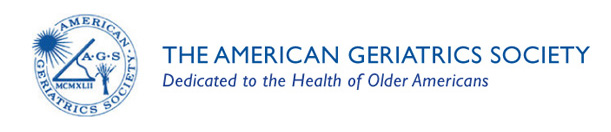 AMERICAN
GERIATRICS SOCIETY
A·G·S
MCMXLII
THE AMERICAN GERIATRICS SOCIETY
Dedicated to the Health of Older Americans